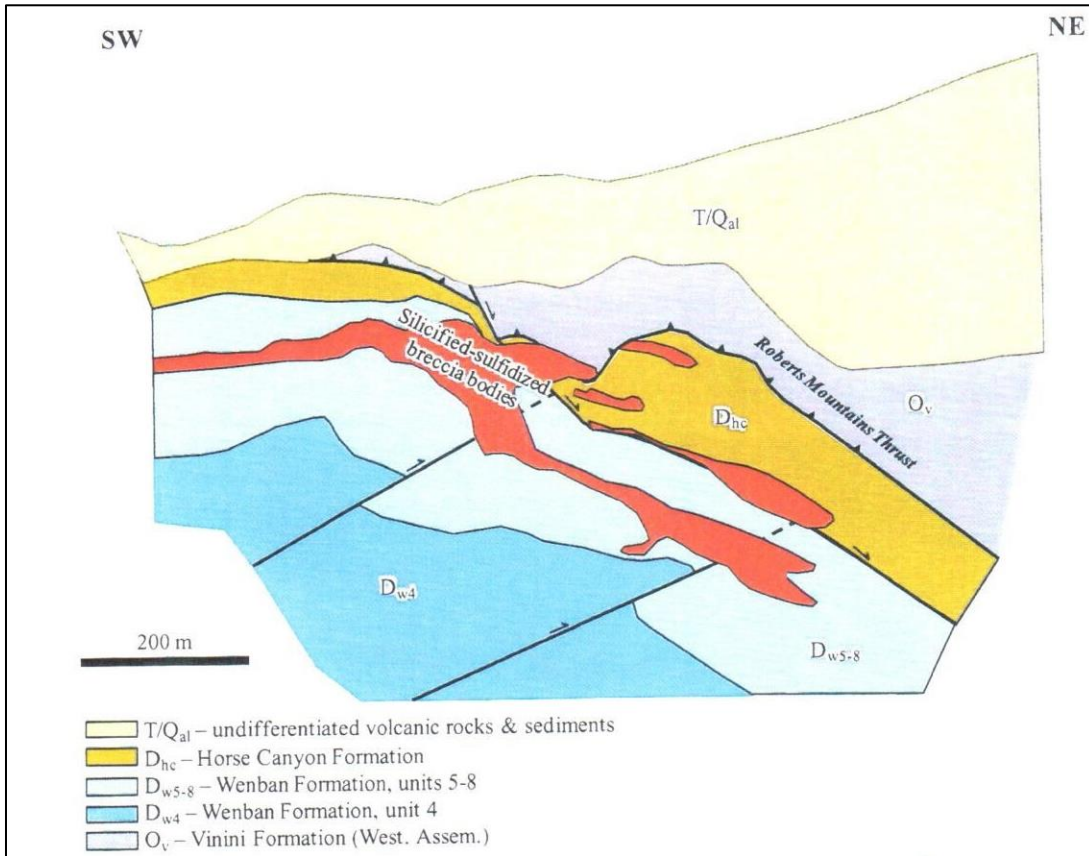 SW
NE
T/Qal
Silicified-sulfidized
breccia bodies
Roberts Mountains Thrust
Ov
Dhc
Dw4
Dw5-8
200 m
T/Qal – undifferentiated volcanic rocks & sediments
Dhc – Horse Canyon Formation
Dw5-8 – Wenban Formation, units 5-8
Dw4 – Wenban Formation, unit 4
Ov – Vinini Formation (West. Assem.)